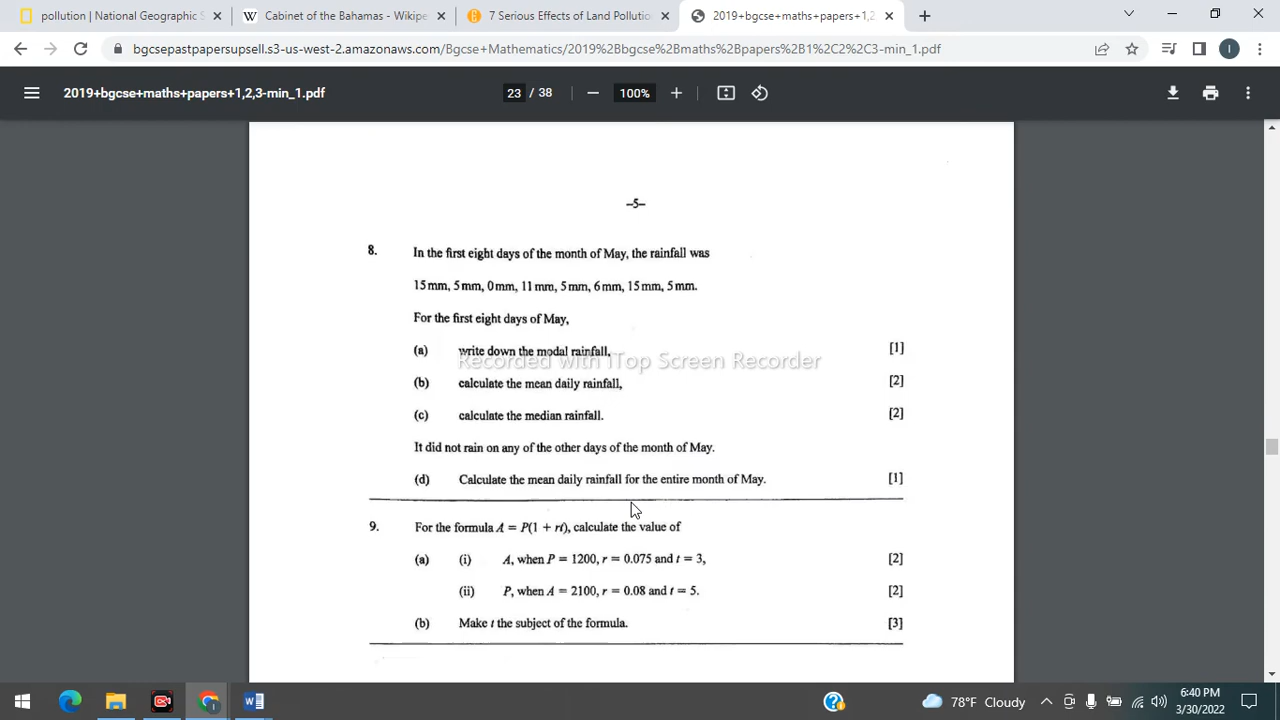 pollution | National Geographic S
Cabinet of the Bahamas - Wikipe
7 Serious Effects of Land Pollutio
2019+bgcse+maths+papers+1,2,3
bgcsepastpapersupsell.s3-us-west-2.amazonaws.com/Bgcse+Mathematics/2019%2Bbgcse%2Bmaths%2Bpapers%2B1%2C2%2C3-min_1.pdf
I
2019+bgcse+maths+papers+1,2,3-min_1.pdf
23 / 38
100%
–5–
8. In the first eight days of the month of May, the rainfall was
15 mm, 5 mm, 0 mm, 11 mm, 5 mm, 6 mm, 15 mm, 5 mm.
For the first eight days of May,
(a) write down the modal rainfall, [1]
Recorded with iTop Screen Recorder
(b) calculate the mean daily rainfall, [2]
(c) calculate the median rainfall. [2]
It did not rain on any of the other days of the month of May.
(d) Calculate the mean daily rainfall for the entire month of May. [1]
9. For the formula A = P(1 + rt), calculate the value of
(a) (i) A, when P = 1200, r = 0.075 and t = 3, [2]
(ii) P, when A = 2100, r = 0.08 and t = 5. [2]
(b) Make t the subject of the formula. [3]
78°F Cloudy
6:40 PM
3/30/2022